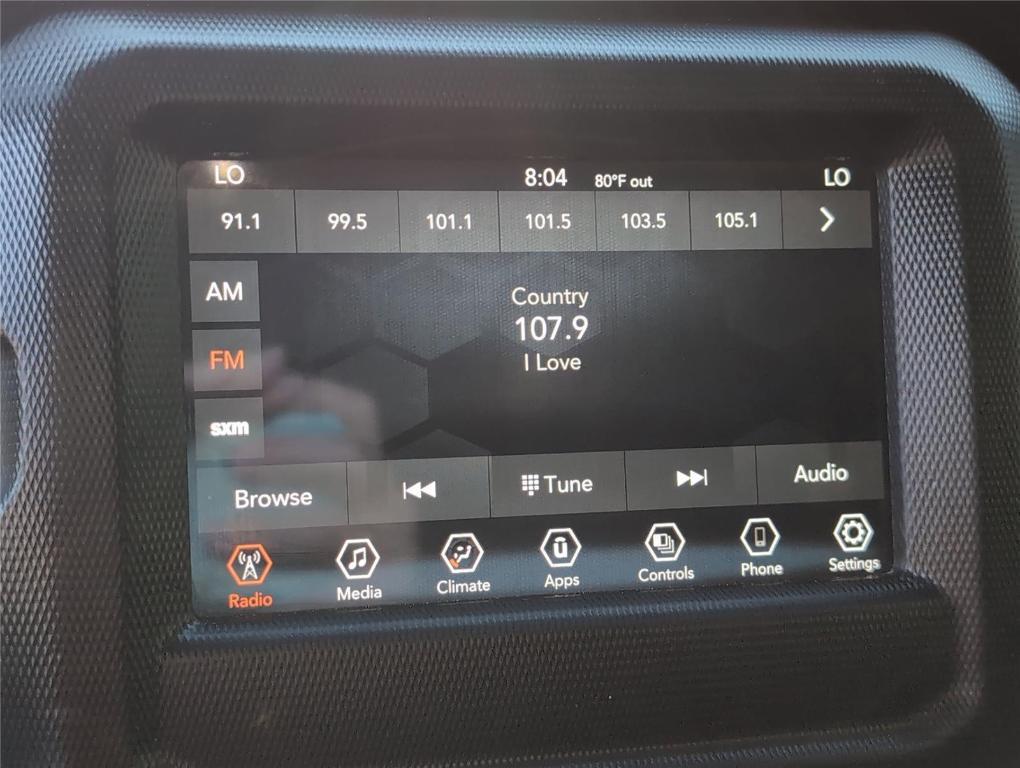 LO 8:04 80°F out LO
91.1 99.5 101.1 101.5 103.5 105.1
AM
Country
107.9
I Love
FM
sxm
Browse Tune Audio
Radio Media Climate Apps Controls Phone Settings